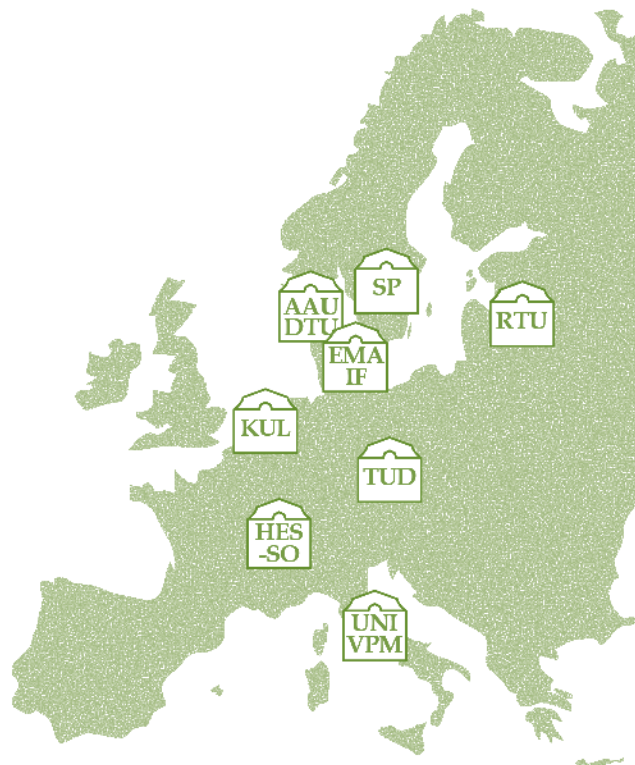 SP
AAU
DTU
RTU
EMA
IF
KUL
TUD
HES
-SO
UNI
VPM